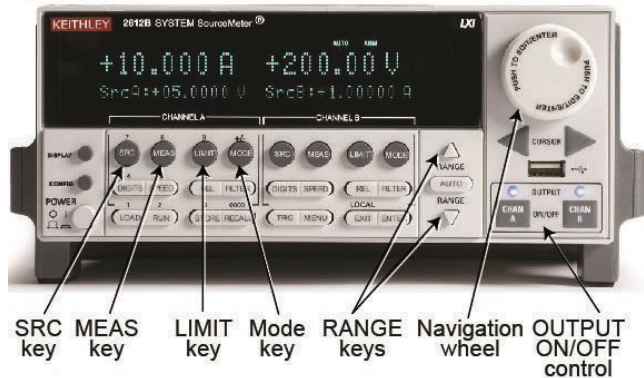 KEITHLEY 2612B SYSTEM SourceMeter® LXI
AUTO ARM
+10.000 A +200.00 V
SrcA:+05.0000 V SrcB:+1.00000 A
CHANNEL A CHANNEL B
PUSH TO EDIT/ENTER PUSH TO EDIT/ENTER
CURSOR
DISPLAY SRC MEAS LIMIT MODE SRC MEAS LIMIT MODE RANGE
CONFIG DIGITS SPEED REL FILTER DIGITS SPEED REL FILTER AUTO
POWER LOCAL RANGE
LOAD RUN STORE RECALL TRG MENU EXIT ENTER
OUTPUT
CHAN A ON/OFF CHAN B
SRC key
MEAS key
LIMIT key
Mode key
RANGE keys
Navigation wheel
OUTPUT ON/OFF control